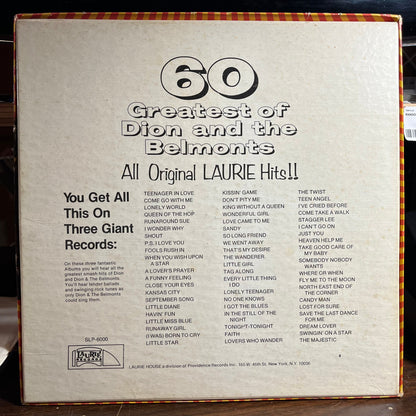 60
Greatest of
Dion and the
Belmonts
All Original LAURIE Hits!!
You Get All
This On
Three Giant
Records:
On these three fantastic
Albums you will hear all the
greatest smash-hits of Dion
and Dion & The Belmonts.
You'll hear tender ballads
and swinging rock tunes as
only Dion & The Belmonts
could sing them.
SLP-6000
LAURIE
RECORDS
TEENAGER IN LOVE
COME GO WITH ME
LONELY WORLD
QUEEN OF THE HOP
RUNAROUND SUE
I WONDER WHY
SHOUT
P.S. I LOVE YOU
FOOLS RUSH IN
WHEN YOU WISH UPON
A STAR
A LOVER'S PRAYER
A FUNNY FEELING
CLOSE YOUR EYES
KANSAS CITY
SEPTEMBER SONG
LITTLE DIANE
HAVIN' FUN
LITTLE MISS BLUE
RUNAWAY GIRL
(I WAS) BORN TO CRY
FAITH
LITTLE STAR
KISSIN' GAME
DON'T PITY ME
KING WITHOUT A QUEEN
WONDERFUL GIRL
LOVE CAME TO ME
SANDY
SO LONG FRIEND
WE WENT AWAY
THAT'S MY DESIRE
THE WANDERER
LITTLE GIRL
TAG ALONG
EVERY LITTLE THING
I DO
LONELY TEENAGER
NO ONE KNOWS
I GOT THE BLUES
IN THE STILL OF THE
NIGHT
TONIGHT-TONIGHT
FAITH
LOVERS WHO WANDER
THE TWIST
TEEN ANGEL
I'VE CRIED BEFORE
COME TAKE A WALK
STAGGER LEE
I CAN'T GO ON
JUST YOU
HEAVEN HELP ME
TAKE GOOD CARE OF
MY BABY
SOMEBODY NOBODY
WANTS
WHERE OR WHEN
FLY ME TO THE MOON
NORTH EAST END OF
THE CORNER
CANDY MAN
LOST FOR SURE
SAVE THE LAST DANCE
FOR ME
DREAM LOVER
SWINGIN' ON A STAR
THE MAJESTIC
LAURIE HOUSE a division of Providence Records Inc. 165 W. 46th St. New York, N.Y. 10036